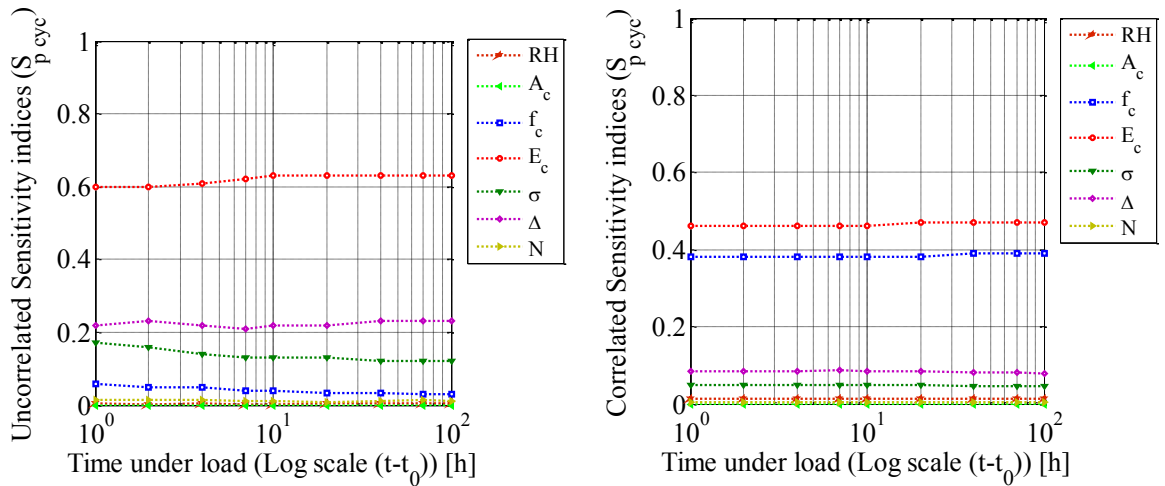 Uncorrelated Sensitivity indices (S_p cyc)
1
0.8
0.6
0.4
0.2
0
10^0
10^1
10^2
Time under load (Log scale (t-t_0)) [h]
RH
A_c
f_c
E_c
σ
Δ
N
Correlated Sensitivity indices (S_p cyc)
1
0.8
0.6
0.4
0.2
0
10^0
10^1
10^2
Time under load (Log scale (t-t_0)) [h]
RH
A_c
f_c
E_c
σ
Δ
N